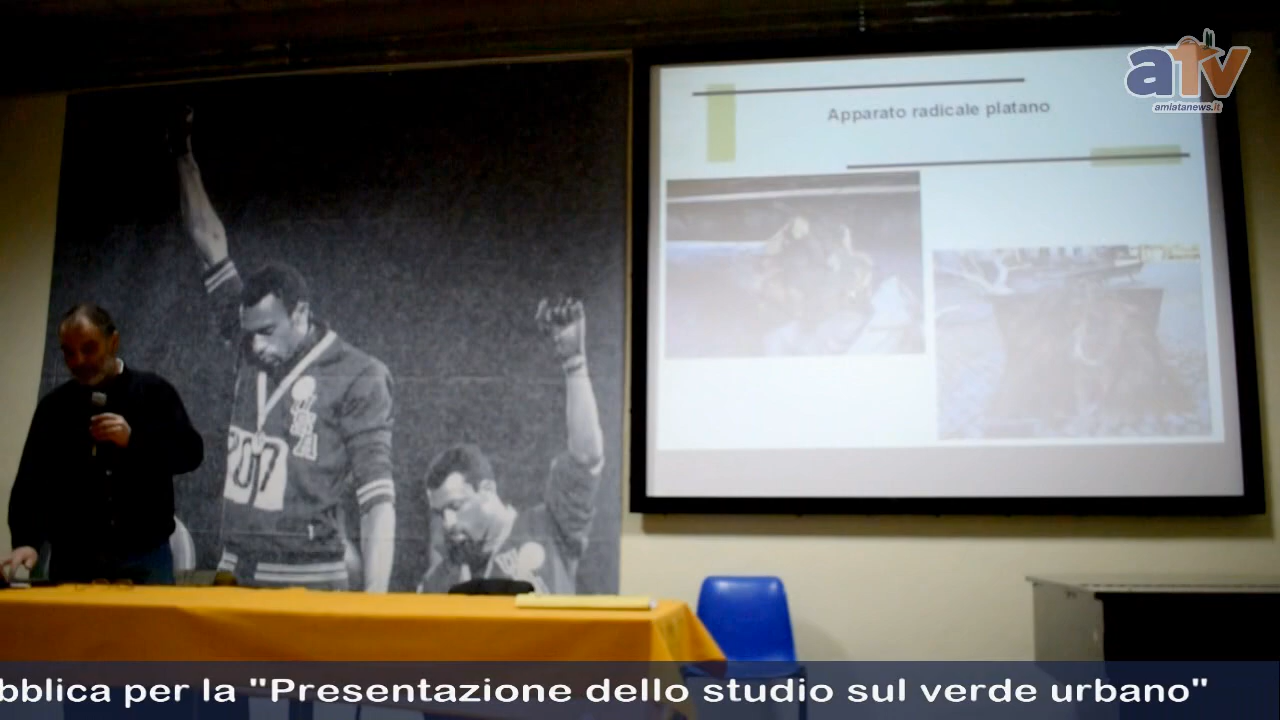 atv
amiatanews.it
Apparato radicale platano
207
bblica per la "Presentazione dello studio sul verde urbano"